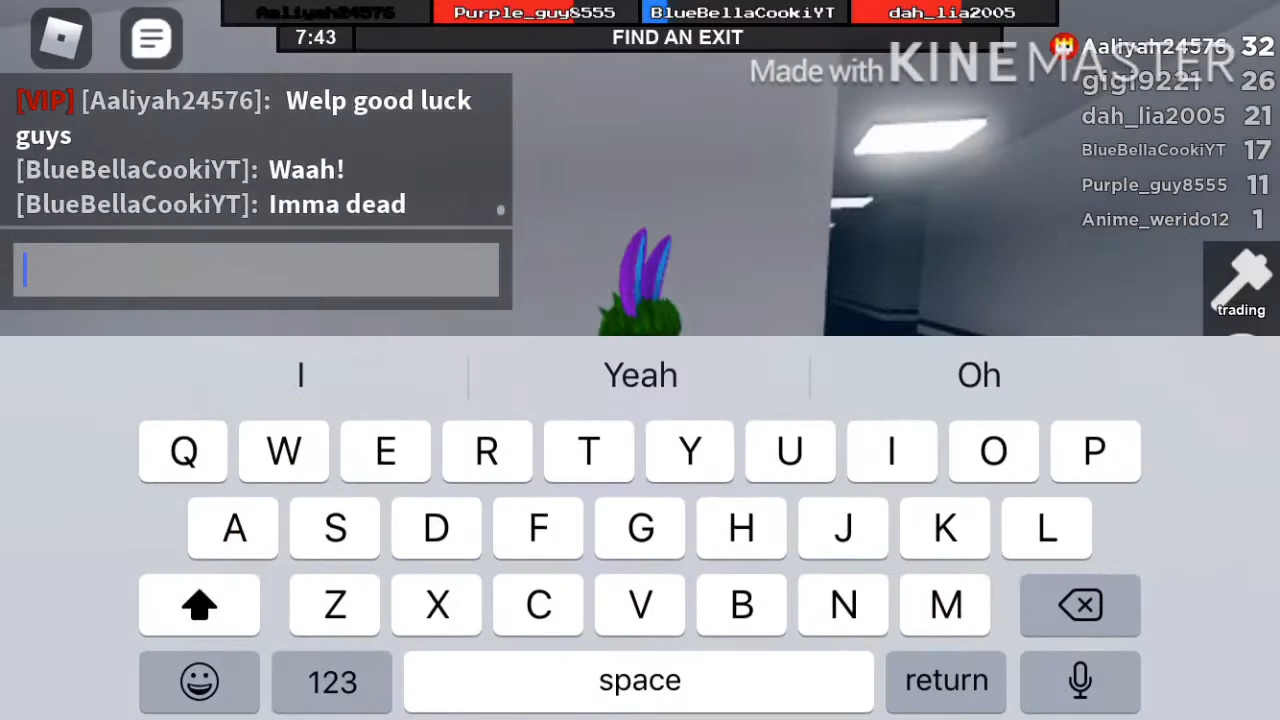 Aaliyah24576 Purple_guy8555 BlueBellaCookiYT dah_lia2005
7:43 FIND AN EXIT
Made with KINEMASTER
Aaliyah24576 32
gigi9221 26
dah_lia2005 21
BlueBellaCookiYT 17
Purple_guy8555 11
Anime_werido12 1
[VIP] [Aaliyah24576]: Welp good luck
guys
[BlueBellaCookiYT]: Waah!
[BlueBellaCookiYT]: Imma dead
trading
I Yeah Oh
Q W E R T Y U I O P
A S D F G H J K L
Z X C V B N M
123 space return